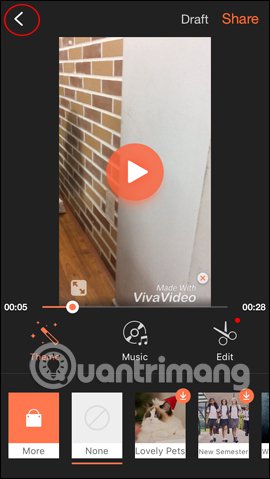 Draft Share
Made With
VivaVideo
00:05 00:28
Theme Music Edit
Quantrimang
More None Lovely Pets New Semester W